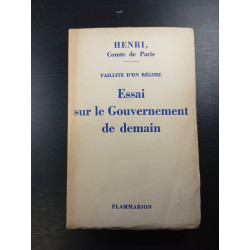 HENRI,
Comte de Paris
FAILLITE D'UN RÉGIME
Essai
sur le Gouvernement
de demain
FLAMMARION